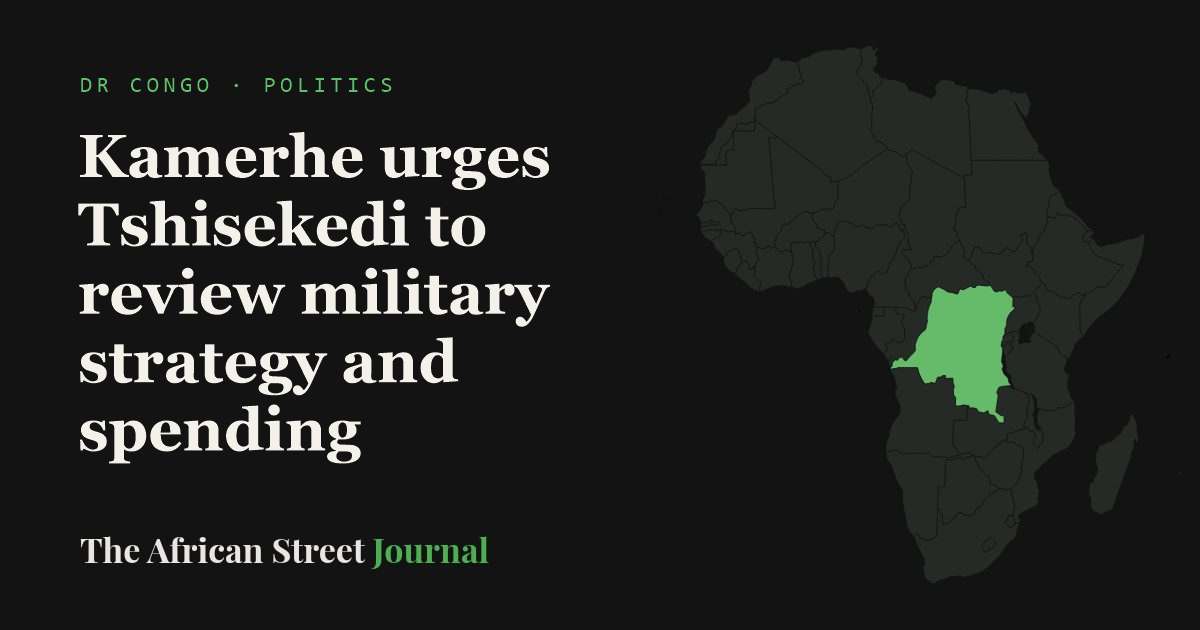 DR CONGO · POLITICS
Kamerhe urges
Tshisekedi to
review military
strategy and
spending
The African Street Journal